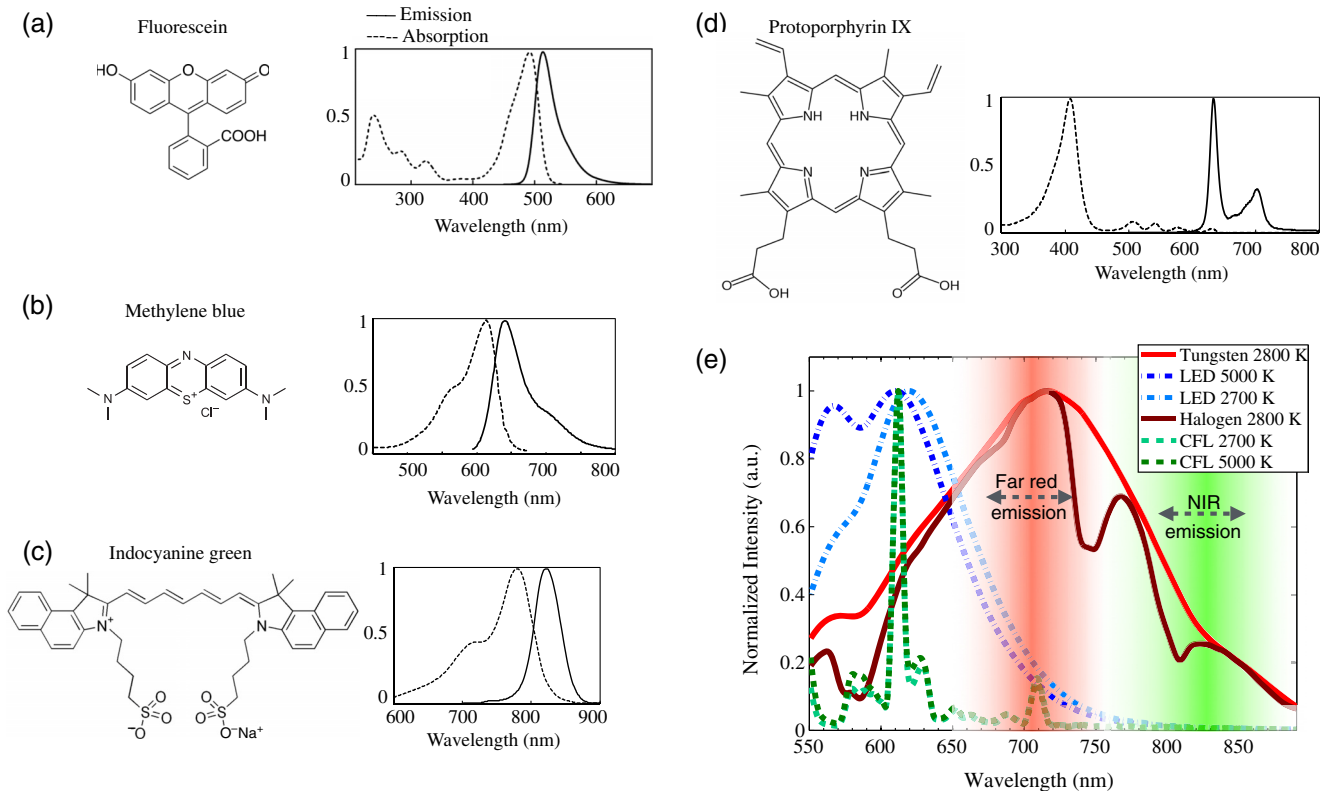 (a)
Fluorescein
Emission
Absorption
HO
O
O
COOH
1
0.5
0
300 400 500 600
Wavelength (nm)
(b)
Methylene blue
N
N
S+
N
Cl−
1
0.5
0
500 600 700 800
Wavelength (nm)
(c)
Indocyanine green
N+
N
S
O
O
−O
S
O
O
O−Na+
1
0.5
0
600 700 800 900
Wavelength (nm)
(d)
Protoporphyrin IX
NH
HN
N
N
O
OH
O
OH
1
0.5
0
300 400 500 600 700 800
Wavelength (nm)
(e)
Tungsten 2800 K
LED 5000 K
LED 2700 K
Halogen 2800 K
CFL 2700 K
CFL 5000 K
Far red
emission
NIR
emission
Normalized Intensity (a.u.)
1
0.8
0.6
0.4
0.2
0
550 600 650 700 750 800 850
Wavelength (nm)